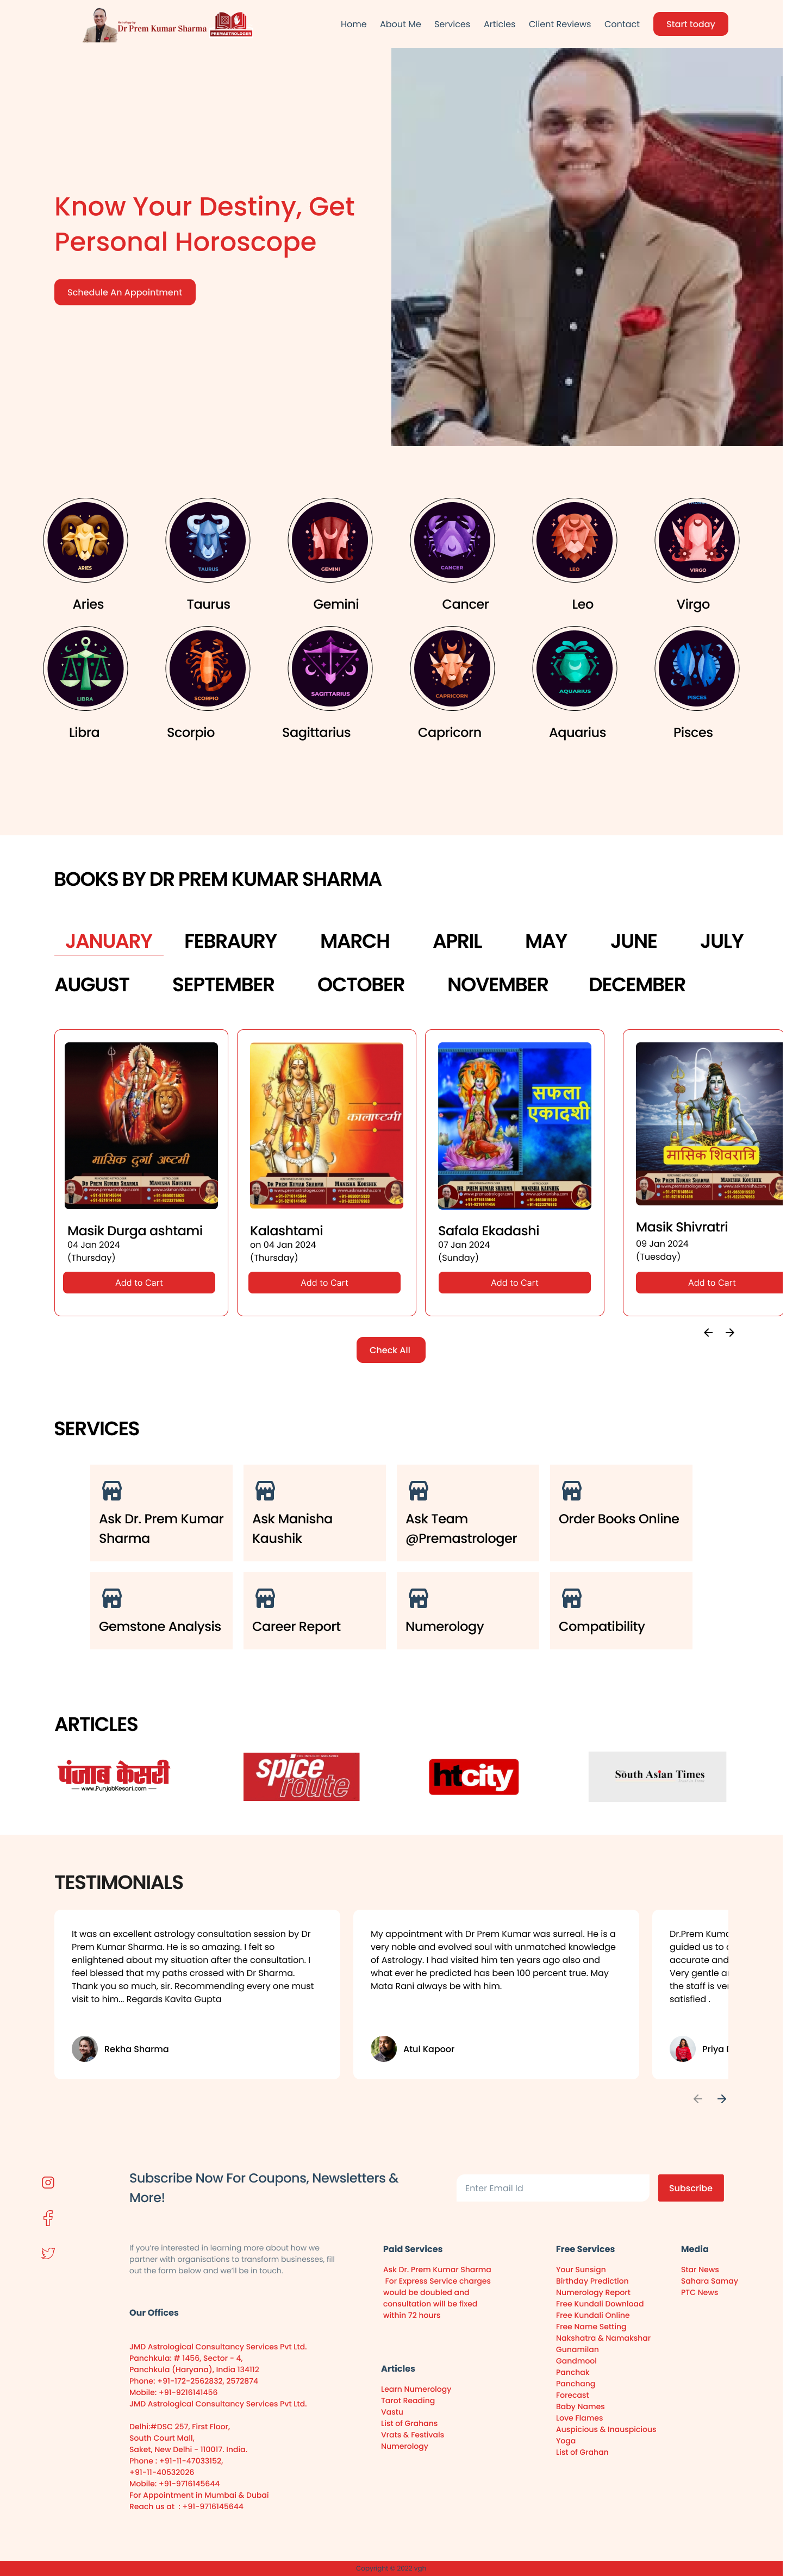 Astrology by
Dr Prem Kumar Sharma
PREMASTROLOGER
Home About Me Services Articles Client Reviews Contact Start today
Know Your Destiny, Get
Personal Horoscope
Schedule An Appointment
ARIES TAURUS GEMINI CANCER LEO VIRGO
Aries Taurus Gemini Cancer Leo Virgo
LIBRA SCORPIO SAGITTARIUS CAPRICORN AQUARIUS PISCES
Libra Scorpio Sagittarius Capricorn Aquarius Pisces
BOOKS BY DR PREM KUMAR SHARMA
JANUARY FEBRAURY MARCH APRIL MAY JUNE JULY
AUGUST SEPTEMBER OCTOBER NOVEMBER DECEMBER
मासिक दुर्गा अष्टमी
कालाष्टमी
सफला
एकादशी
मासिक शिवरात्रि
DR PREM KUMAR SHARMA MANISHA KOUSHIK
Masik Durga ashtami
04 Jan 2024
(Thursday)
Add to Cart
Kalashtami
on 04 Jan 2024
(Thursday)
Add to Cart
Safala Ekadashi
07 Jan 2024
(Sunday)
Add to Cart
Masik Shivratri
09 Jan 2024
(Tuesday)
Add to Cart
Check All
SERVICES
Ask Dr. Prem Kumar
Sharma
Ask Manisha
Kaushik
Ask Team
@Premastrologer
Order Books Online
Gemstone Analysis
Career Report
Numerology
Compatibility
ARTICLES
पंजाब केसरी
www.PunjabKesari.com
spice
route
htcity
South Asian Times
TESTIMONIALS
It was an excellent astrology consultation session by Dr
Prem Kumar Sharma. He is so amazing. I felt so
enlightened about my situation after the consultation. I
feel blessed that my paths crossed with Dr Sharma.
Thank you so much, sir. Recommending every one must
visit to him... Regards Kavita Gupta
Rekha Sharma
My appointment with Dr Prem Kumar was surreal. He is a
very noble and evolved soul with unmatched knowledge
of Astrology. I had visited him ten years ago also and
what ever he predicted has been 100 percent true. May
Mata Rani always be with him.
Atul Kapoor
Dr.Prem Kuma
guided us to
accurate and
Very gentle a
the staff is ve
satisfied .
Priya
Subscribe Now For Coupons, Newsletters &
More!
Enter Email Id
Subscribe
If you're interested in learning more about how we
partner with organisations to transform businesses, fill
out the form below and we'll be in touch.
Our Offices
JMD Astrological Consultancy Services Pvt Ltd.
Panchkula: # 1456, Sector - 4,
Panchkula (Haryana), India 134112
Phone: +91-172-2562832, 2572874
Mobile: +91-9216141456
JMD Astrological Consultancy Services Pvt Ltd.
Delhi:#DSC 257, First Floor,
South Court Mall,
Saket, New Delhi - 110017. India.
Phone : +91-11-47033152,
+91-11-40532026
Mobile: +91-9716145644
For Appointment in Mumbai & Dubai
Reach us at : +91-9716145644
Paid Services
Ask Dr. Prem Kumar Sharma
For Express Service charges
would be doubled and
consultation will be fixed
within 72 hours
Articles
Learn Numerology
Tarot Reading
Vastu
List of Grahans
Vrats & Festivals
Numerology
Free Services
Your Sunsign
Birthday Prediction
Numerology Report
Free Kundali Download
Free Kundali Online
Free Name Setting
Nakshatra & Namakshar
Gunamilan
Gandmool
Panchak
Panchang
Forecast
Baby Names
Love Flames
Auspicious & Inauspicious
Yoga
List of Grahan
Media
Star News
Sahara Samay
PTC News
Copyright © 2022 xgn